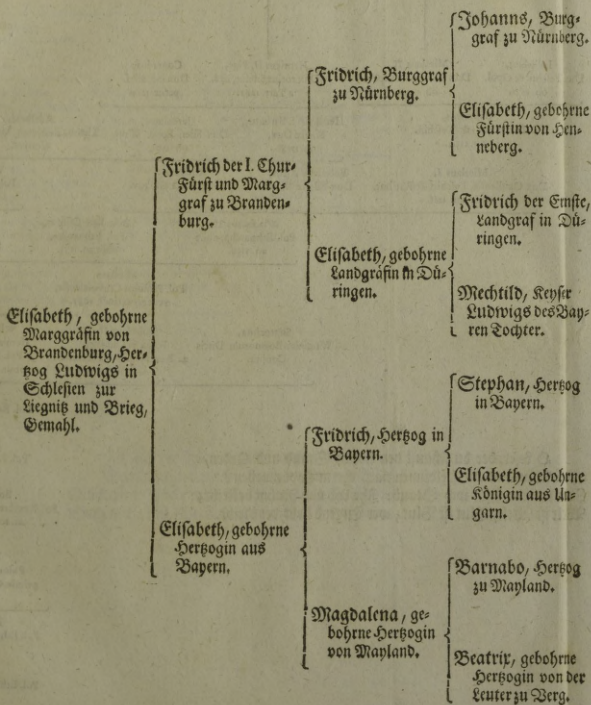 Elisabeth, gebohrne
Marggräfin von
Brandenburg, Her-
tzog Ludwigs in
Schlesien zur
Liegnitz und Brieg,
Gemahl.
Fridrich der I. Chur-
Fürst und Marg-
graf zu Branden-
burg.
Elisabeth, gebohrne
Hertzogin aus
Bayern.
Fridrich, Burggraf
zu Nürnberg.
Elisabeth, gebohrne
Landgräfin in Dü-
ringen.
Fridrich, Hertzog in
Bayern.
Magdalena, ge-
bohrne Hertzogin
von Mayland.
Johanns, Burg-
graf zu Nürnberg.
Elisabeth, gebohrne
Fürstin von Hen-
neberg.
Fridrich der Ernste,
Landgraf in Dü-
ringen.
Mechtild, Keyser
Ludwigs des Bay-
ren Tochter.
Stephan, Hertzog
in Bayern.
Elisabeth, gebohrne
Königin aus Un-
garn.
Barnabo, Hertzog
zu Mayland.
Beatrix, gebohrne
Hertzogin von der
Leuter zu Berg.